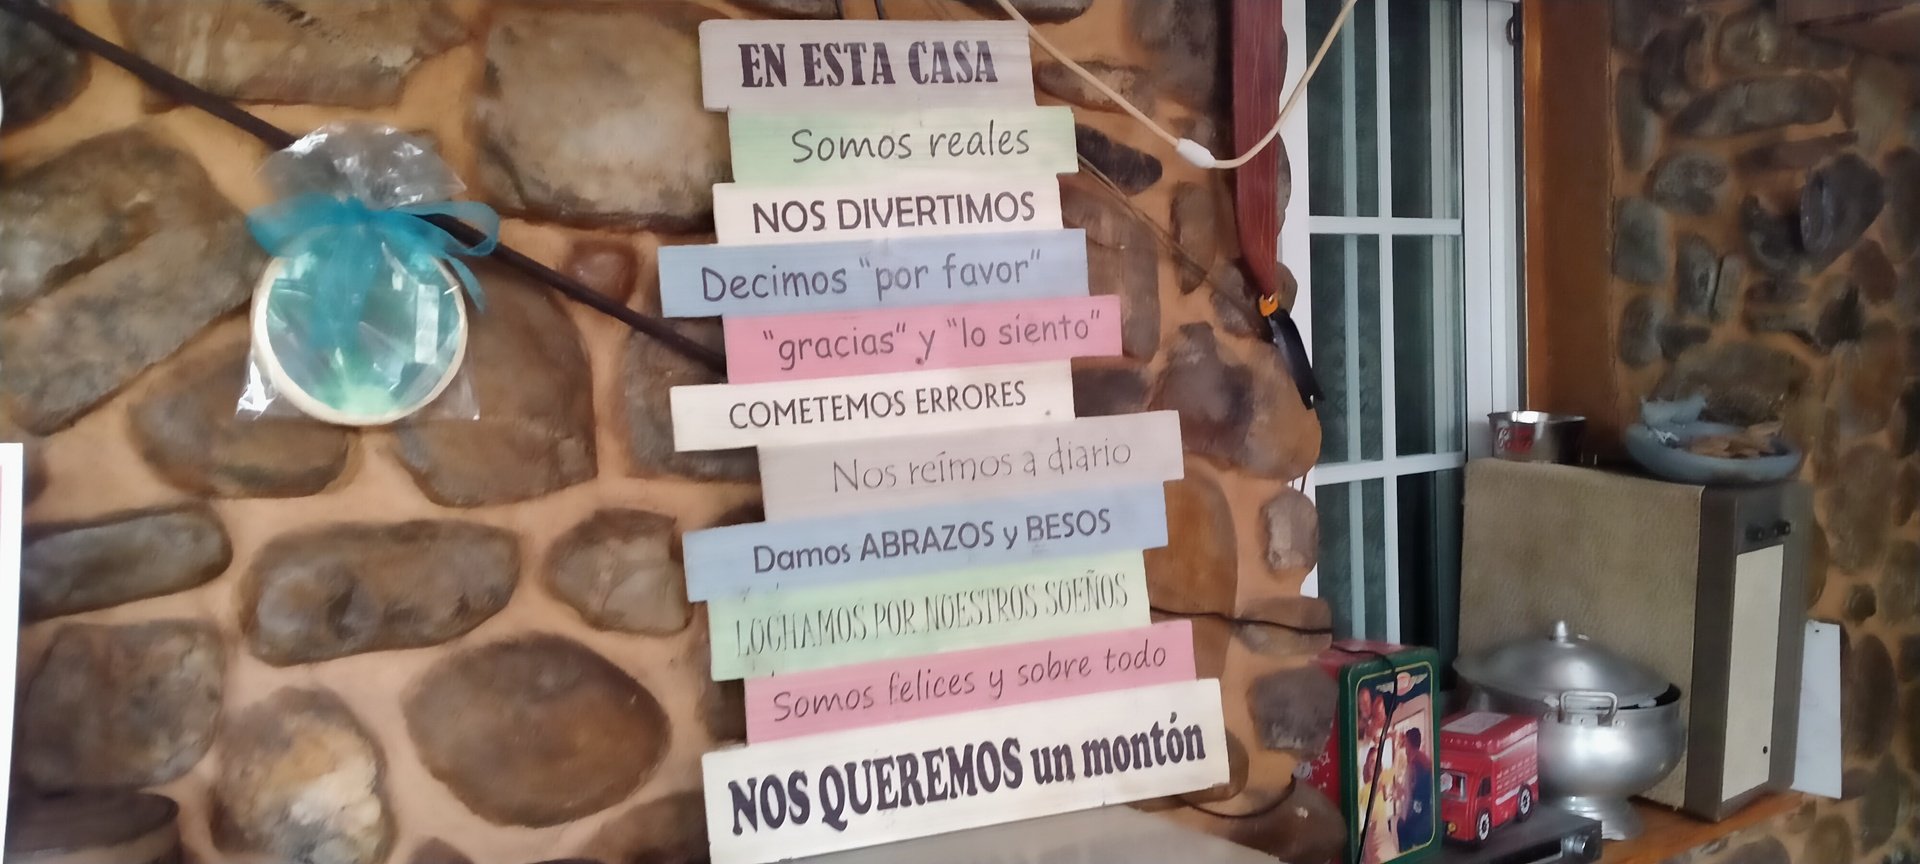 EN ESTA CASA
Somos reales
NOS DIVERTIMOS
Decimos "por favor"
"gracias" y "lo siento"
COMETEMOS ERRORES
Nos reímos a diario
Damos ABRAZOS y BESOS
LUCHAMOS POR NUESTROS SUEÑOS
Somos felices y sobre todo
NOS QUEREMOS un montón